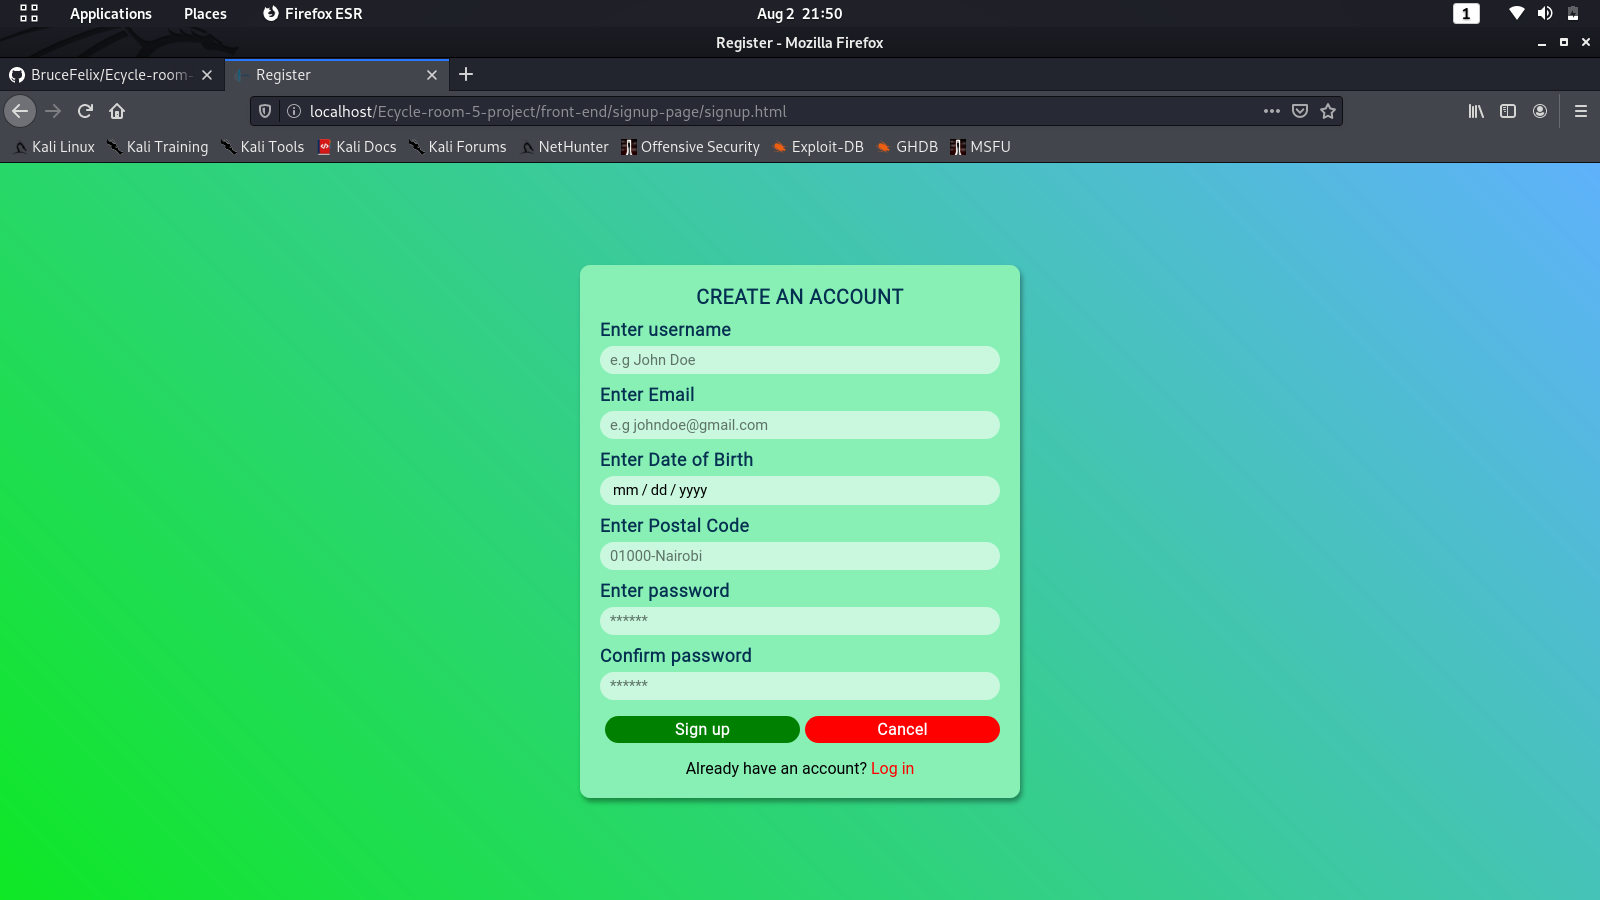 Applications Places Firefox ESR Aug 2 21:50 1
Register - Mozilla Firefox
BruceFelix/Ecycle-room- Register
localhost/Ecycle-room-5-project/front-end/signup-page/signup.html
Kali Linux Kali Training Kali Tools Kali Docs Kali Forums NetHunter Offensive Security Exploit-DB GHDB MSFU
CREATE AN ACCOUNT
Enter username
e.g John Doe
Enter Email
e.g johndoe@gmail.com
Enter Date of Birth
mm / dd / yyyy
Enter Postal Code
01000-Nairobi
Enter password
******
Confirm password
******
Sign up Cancel
Already have an account? Log in